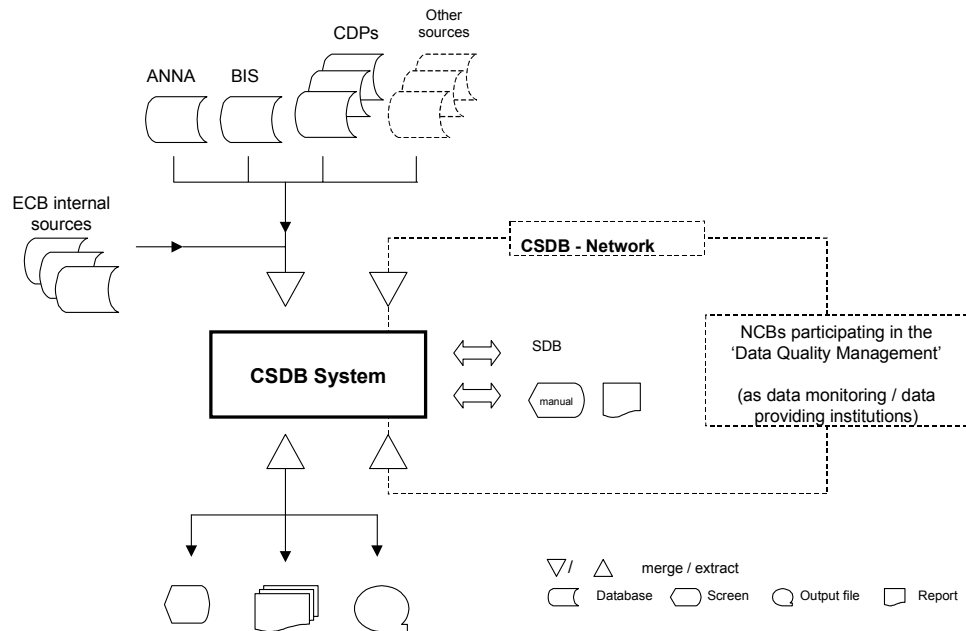 Other
sources
CDPs
ANNA
BIS
ECB internal
sources
CSDB - Network
NCBs participating in the
‘Data Quality Management’
(as data monitoring / data
providing institutions)
SDB
CSDB System
manual
/ merge / extract
Database
Screen
Output file
Report